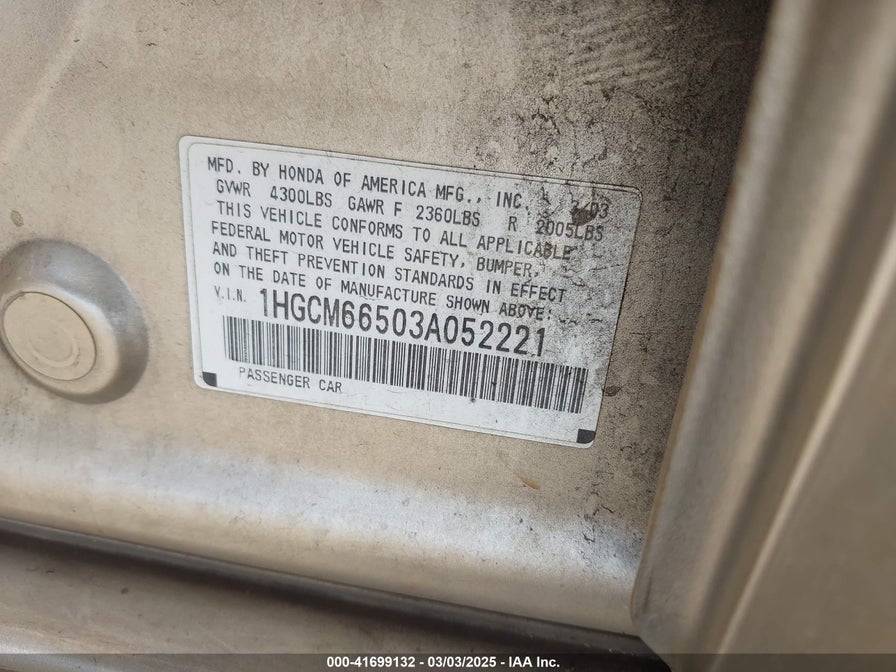 MFD. BY HONDA OF AMERICA MFG., INC. /03
GVWR 4300LBS GAWR F 2360LBS R 2005LBS
THIS VEHICLE CONFORMS TO ALL APPLICABLE
FEDERAL MOTOR VEHICLE SAFETY, BUMPER,
AND THEFT PREVENTION STANDARDS IN EFFECT
ON THE DATE OF MANUFACTURE SHOWN ABOVE:
V.I.N. 1HGCM66503A052221
PASSENGER CAR
000-41699132 - 03/03/2025 - IAA Inc.